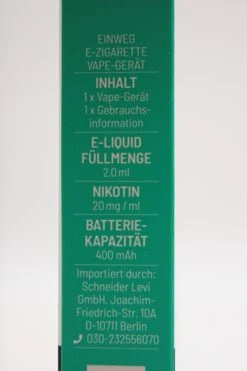 EINWEG
E-ZIGARETTE
VAPE-GERÄT
INHALT
1 x Vape-Gerät
1 x Gebrauchs-
information
E-LIQUID
FÜLLMENGE
2.0 ml
NIKOTIN
20 mg / ml
BATTERIE-
KAPAZITÄT
400 mAh
Importiert durch:
Schneider Levi
GmbH, Joachim-
Friedrich-Str. 10A
D-10711 Berlin
030-232556070